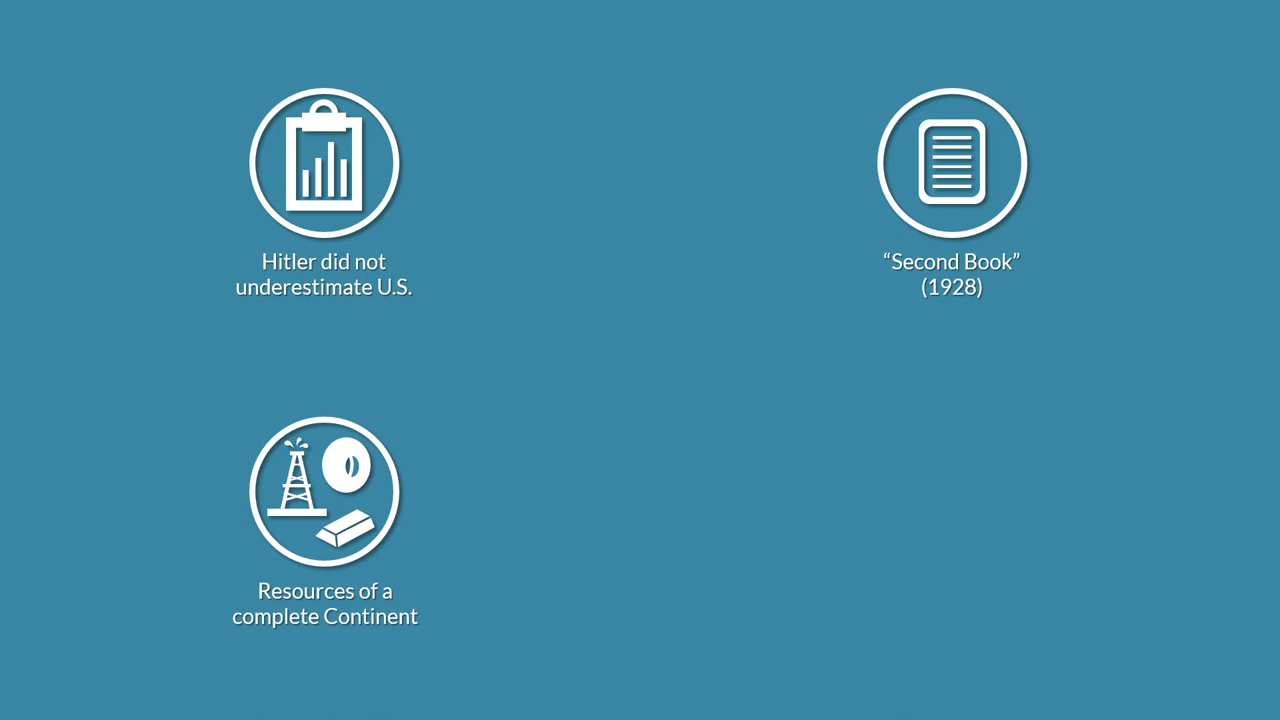 Hitler did not
underestimate U.S.
“Second Book”
(1928)
Resources of a
complete Continent